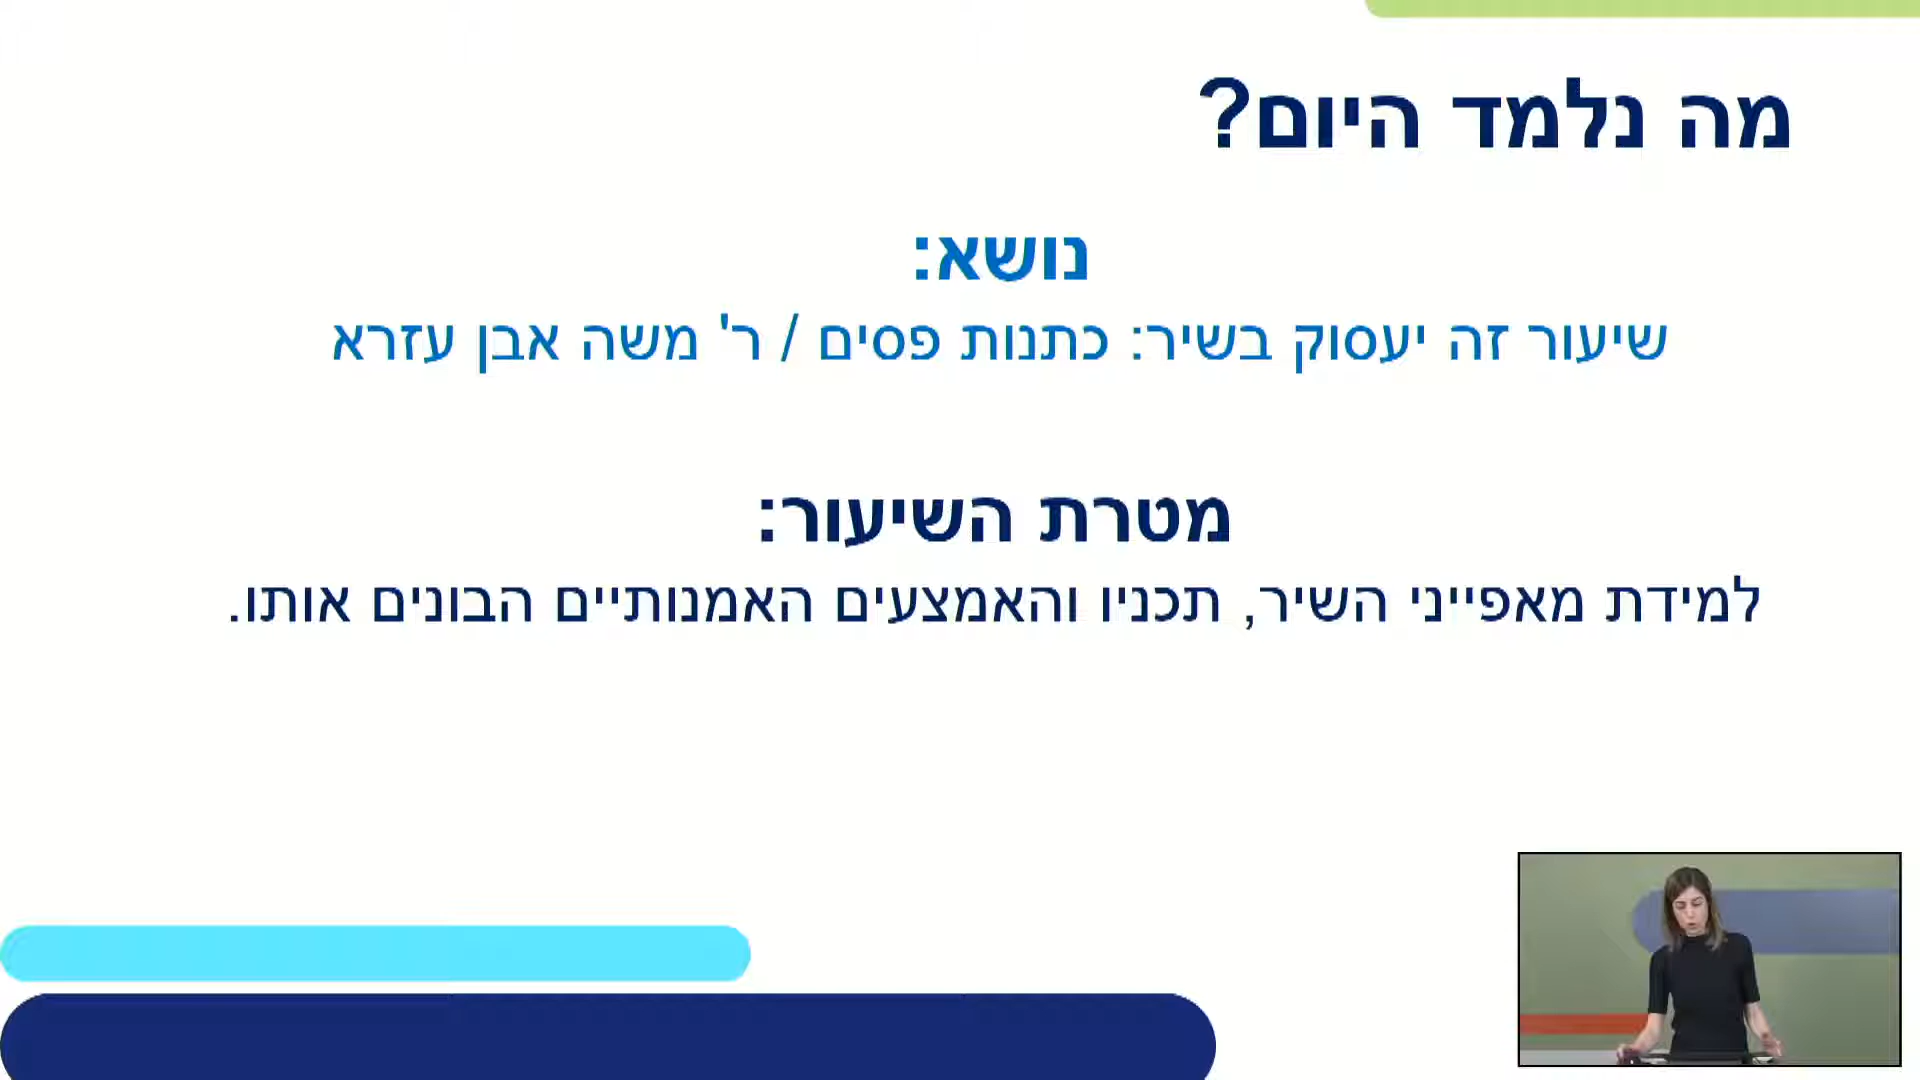 מה נלמד היום?
נושא:
שיעור זה יעסוק בשיר: כתנות פסים / ר' משה אבן עזרא
מטרת השיעור:
למידת מאפייני השיר, תכניו והאמצעים האמנותיים הבונים אותו.